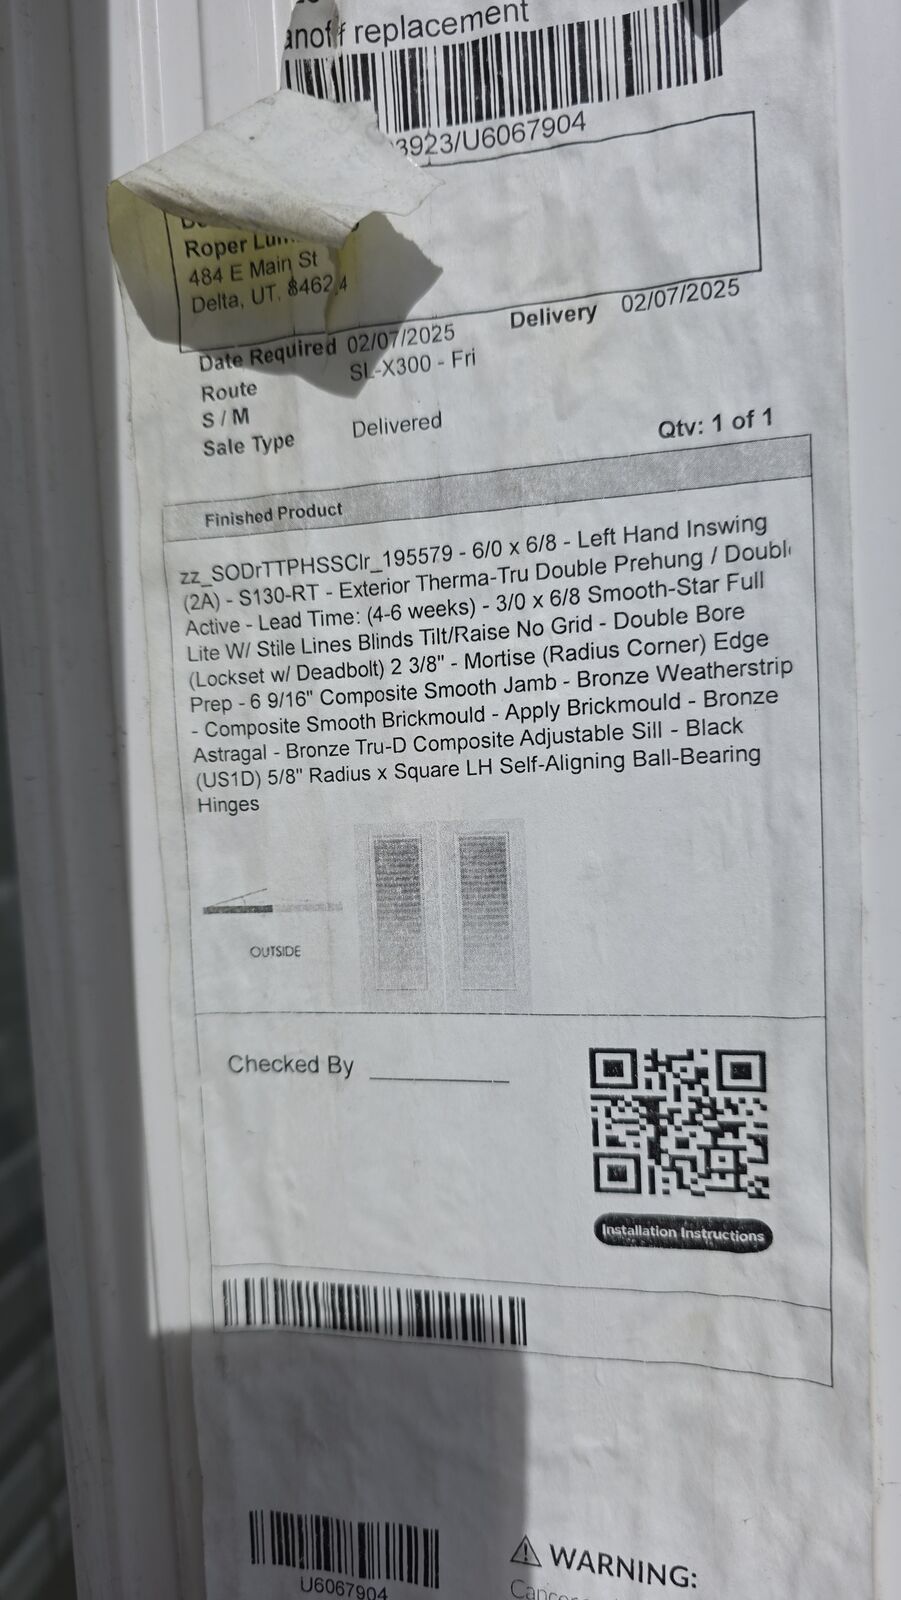 replacement
3923/U6067904
Roper
484 E Main St
Delta, UT,
Date Required 02/07/2025 Delivery 02/07/2025
Route SL-X300 - Fri
S / M
Sale Type Delivered Qty: 1 of 1
Finished Product
zz_SODrTTPHSSClr_195579 - 6/0 x 6/8 - Left Hand Inswing
(2A) - S130-RT - Exterior Therma-Tru Double Prehung / Doubl
Active - Lead Time: (4-6 weeks) - 3/0 x 6/8 Smooth-Star Full
Lite W/ Stile Lines Blinds Tilt/Raise No Grid - Double Bore
(Lockset w/ Deadbolt) 2 3/8" - Mortise (Radius Corner) Edge
Prep - 6 9/16" Composite Smooth Jamb - Bronze Weatherstrip
- Composite Smooth Brickmould - Apply Brickmould - Bronze
Astragal - Bronze Tru-D Composite Adjustable Sill - Black
(US1D) 5/8" Radius x Square LH Self-Aligning Ball-Bearing
Hinges
OUTSIDE
Checked By
Installation Instructions
U6067904
WARNING: